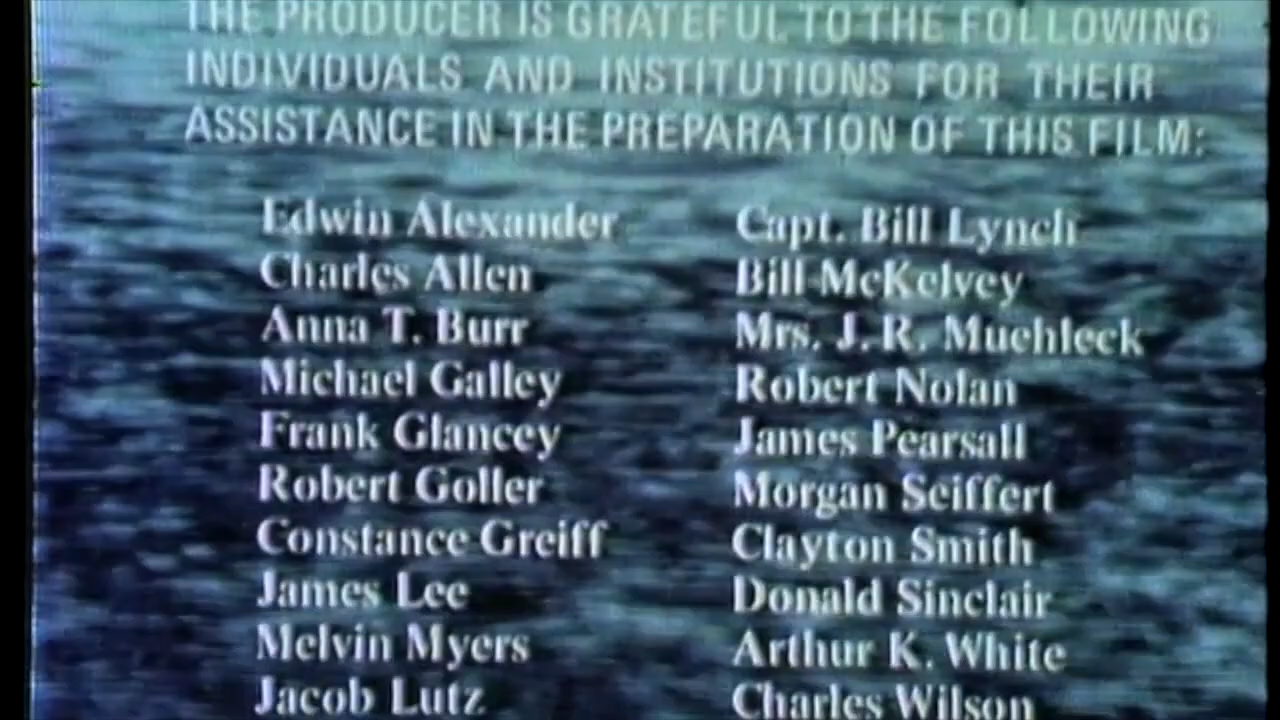 THE PRODUCER IS GRATEFUL TO THE FOLLOWING
INDIVIDUALS AND INSTITUTIONS FOR THEIR
ASSISTANCE IN THE PREPARATION OF THIS FILM:
Edwin Alexander
Charles Allen
Anna T. Burr
Michael Galley
Frank Glancey
Robert Goller
Constance Greiff
James Lee
Melvin Myers
Jacob Lutz
Capt. Bill Lynch
Bill McKelvey
Mrs. J. R. Muehleck
Robert Nolan
James Pearsall
Morgan Seiffert
Clayton Smith
Donald Sinclair
Arthur K. White
Charles Wilson